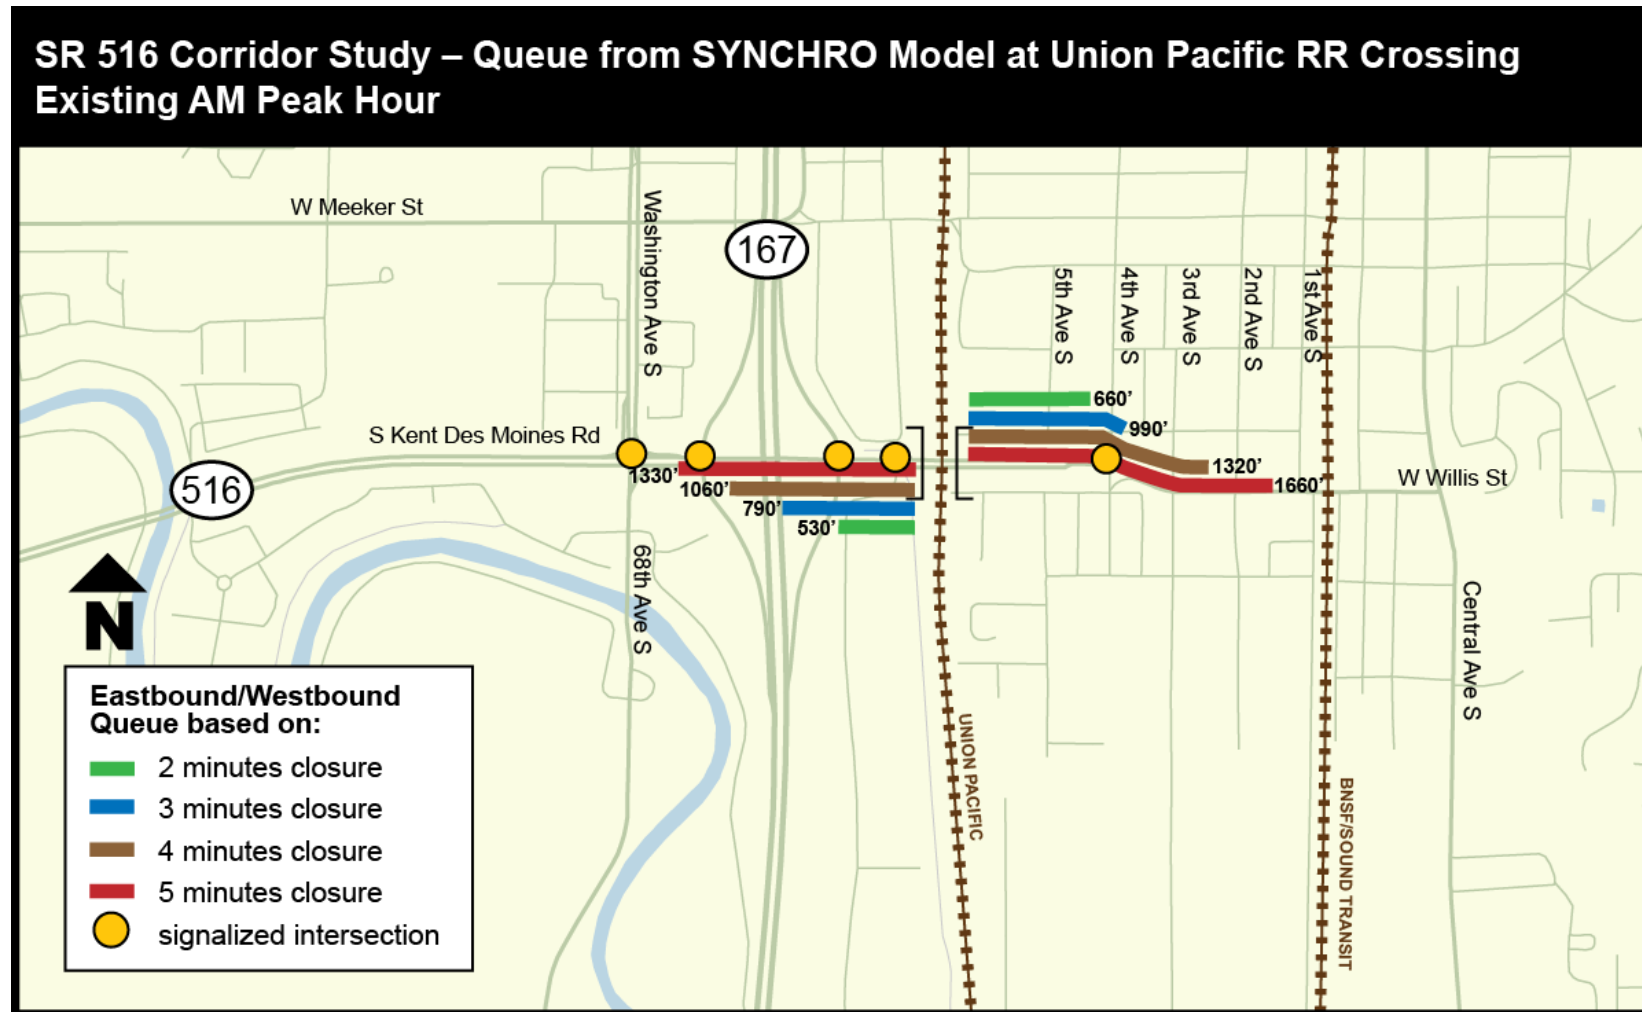 SR 516 Corridor Study – Queue from SYNCHRO Model at Union Pacific RR Crossing
Existing AM Peak Hour
W Meeker St
Washington Ave S
167
5th Ave S
4th Ave S
3rd Ave S
2nd Ave S
1st Ave S
660’
990’
S Kent Des Moines Rd
1320’
1330’
1660’
W Willis St
516
1060’
790’
530’
N
68th Ave S
Central Ave S
UNION PACIFIC
BNSF/SOUND TRANSIT
Eastbound/Westbound
Queue based on:
2 minutes closure
3 minutes closure
4 minutes closure
5 minutes closure
signalized intersection